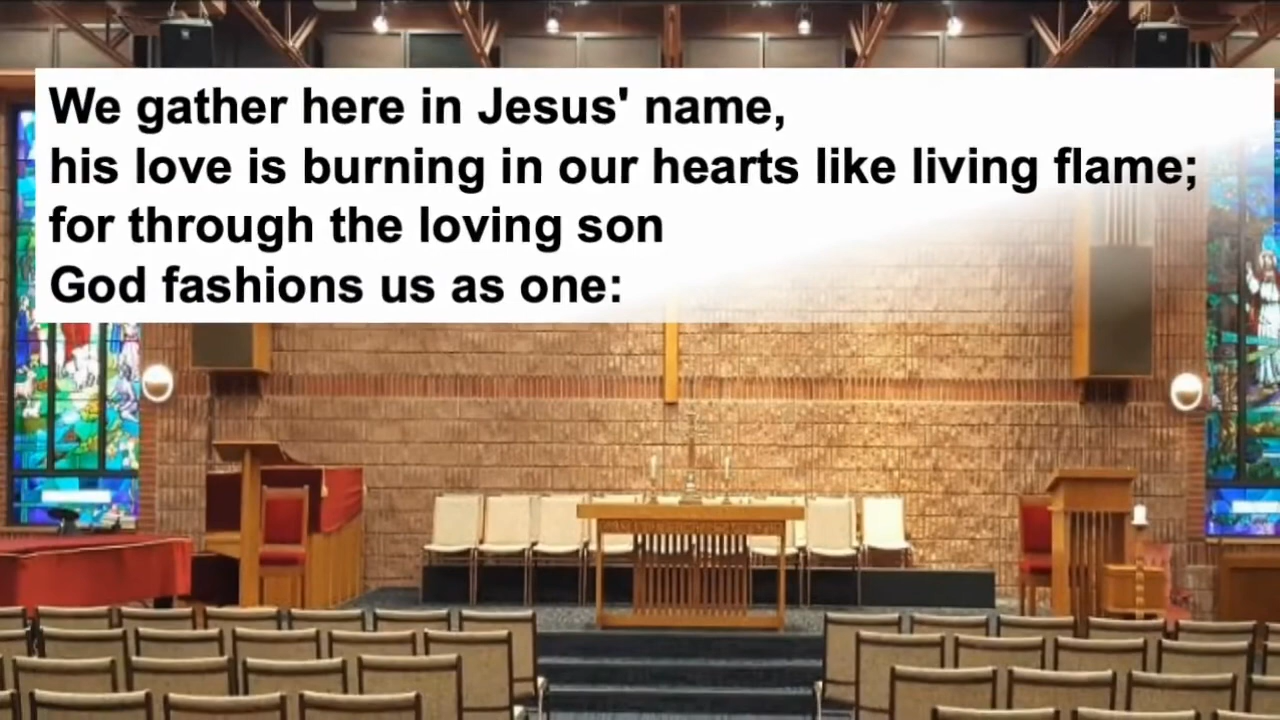 We gather here in Jesus' name,
his love is burning in our hearts like living flame;
for through the loving son
God fashions us as one: